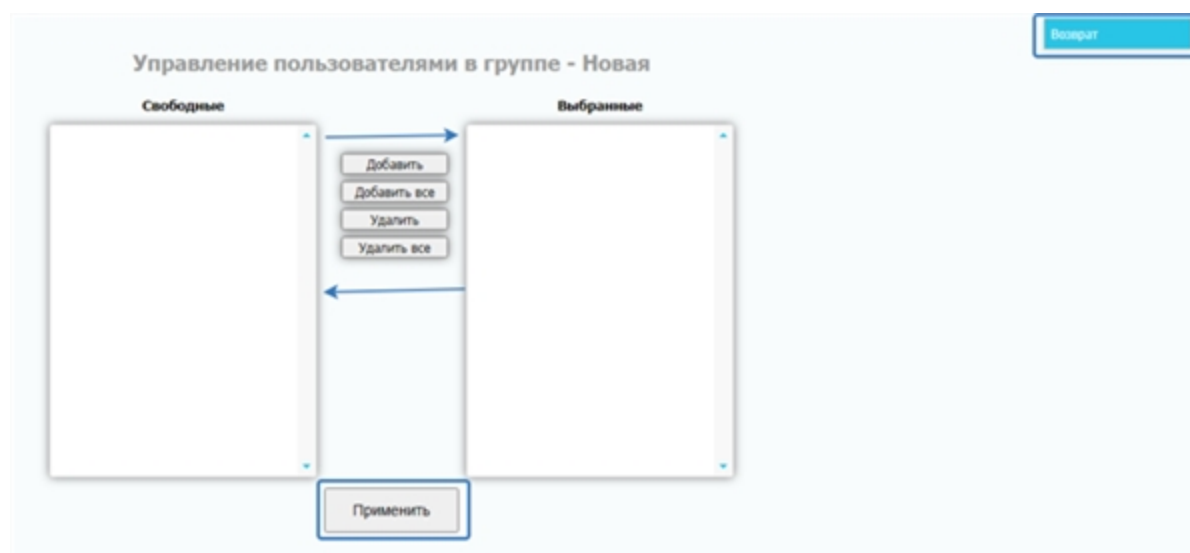 Возврат
Управление пользователями в группе - Новая
Свободные
Выбранные
Добавить
Добавить все
Удалить
Удалить все
Применить